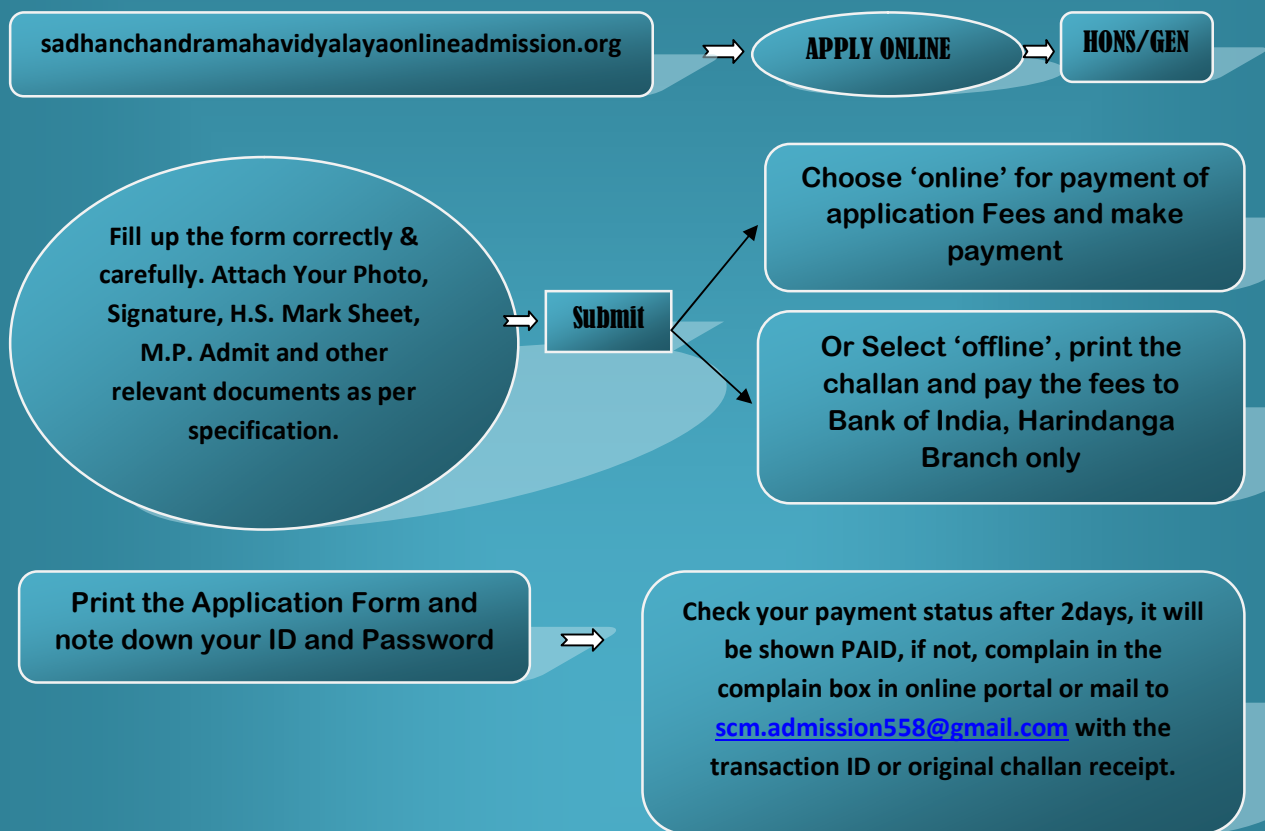 sadhanchandramahavidyalayaonlineadmission.org
APPLY ONLINE
HONS/GEN
Fill up the form correctly &
carefully. Attach Your Photo,
Signature, H.S. Mark Sheet,
M.P. Admit and other
relevant documents as per
specification.
Submit
Choose ‘online’ for payment of
application Fees and make
payment
Or Select ‘offline’, print the
challan and pay the fees to
Bank of India, Harindanga
Branch only
Print the Application Form and
note down your ID and Password
Check your payment status after 2days, it will
be shown PAID, if not, complain in the
complain box in online portal or mail to
scm.admission558@gmail.com with the
transaction ID or original challan receipt.